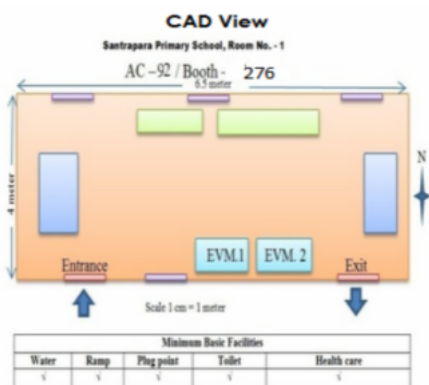 CAD View
Santrapara Primary School, Room No. - 1
AC –92 / Booth - 276
6.5 meter
4 meter
N
EVM.1 EVM. 2
Entrance Exit
Scale 1 cm = 1 meter
Minimum Basic Facilities
Water Ramp Plug point Toilet Health care
√ √ √ √ √